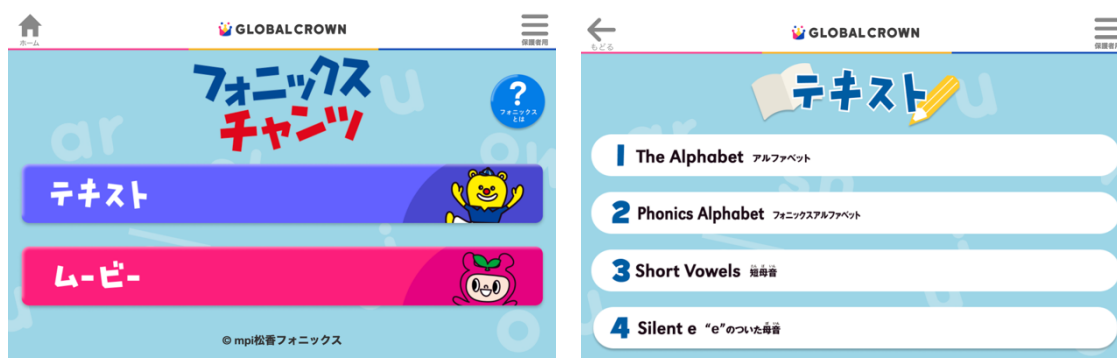 GLOBALCROWN
ホーム
保護者用
フォニックス
チャンツ
?
フォニックス
とは
テキスト
ムービー
© mpi松香フォニックス
GLOBALCROWN
もどる
保護者用
テキスト
1 The Alphabet アルファベット
2 Phonics Alphabet フォニックスアルファベット
3 Short Vowels 短母音
4 Silent e “e”のついた母音